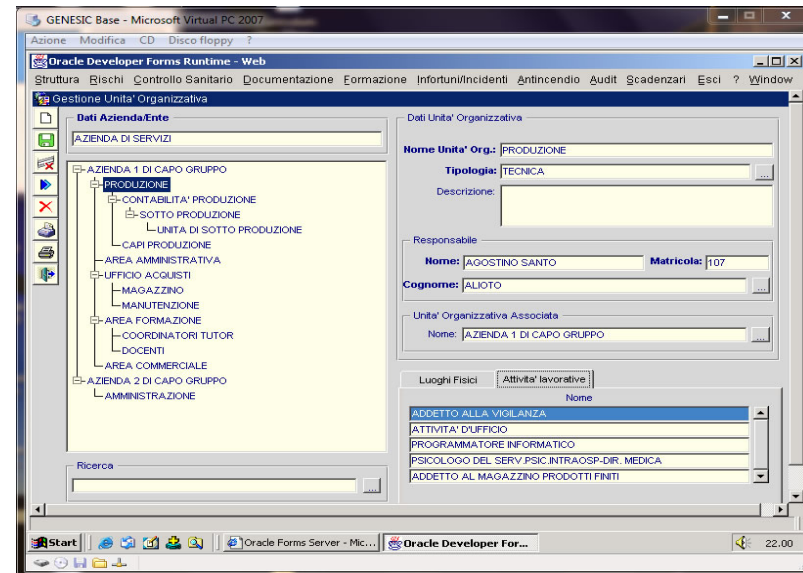 GENESIC Base - Microsoft Virtual PC 2007
Azione Modifica CD Disco floppy ?
Oracle Developer Forms Runtime - Web
Struttura Rischi Controllo Sanitario Documentazione Formazione Infortuni/Incidenti Antincendio Audit Scadenzari Esci ? Window
Gestione Unita' Organizzativa
Dati Azienda/Ente
AZIENDA DI SERVIZI
AZIENDA 1 DI CAPO GRUPPO
PRODUZIONE
CONTABILITA' PRODUZIONE
SOTTO PRODUZIONE
UNITA DI SOTTO PRODUZIONE
CAPI PRODUZIONE
AREA AMMINISTRATIVA
UFFICIO ACQUISTI
MAGAZZINO
MANUTENZIONE
AREA FORMAZIONE
COORDINATORI TUTOR
DOCENTI
AREA COMMERCIALE
AZIENDA 2 DI CAPO GRUPPO
AMMINISTRAZIONE
Ricerca
...
Dati Unita' Organizzativa
Nome Unita' Org.: PRODUZIONE
Tipologia: TECNICA ...
Descrizione:
Responsabile
Nome: AGOSTINO SANTO Matricola: 107
Cognome: ALIOTO ...
Unita' Organizzativa Associata
Nome: AZIENDA 1 DI CAPO GRUPPO ...
Luoghi Fisici Attivita' lavorative
Nome
ADDETTO ALLA VIGILANZA
ATTIVITA' D'UFFICIO
PROGRAMMATORE INFORMATICO
PSICOLOGO DEL SERV.PSIC.INTRAOSP-DIR. MEDICA
ADDETTO AL MAGAZZINO PRODOTTI FINITI
Start Oracle Forms Server - Mic... Oracle Developer For... 22.00